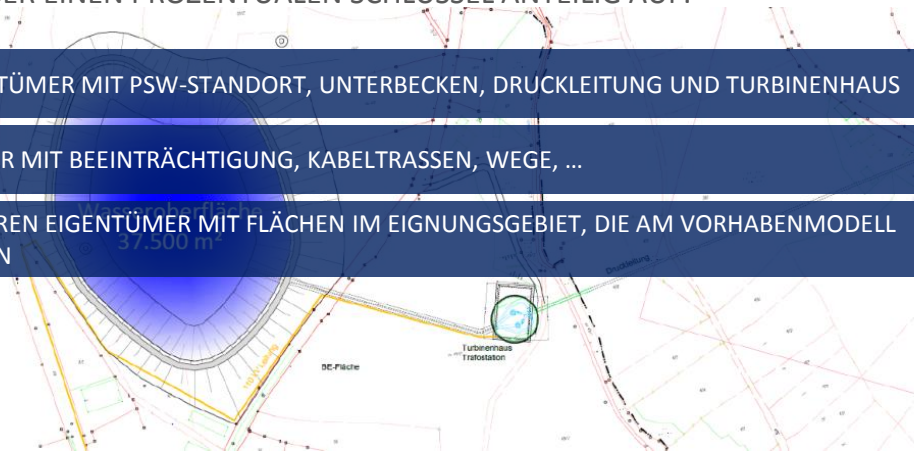 ER EINEN PROZENTUALEN SCHLÜSSEL ANTEILIG AUF:
TÜMER MIT PSW-STANDORT, UNTERBECKEN, DRUCKLEITUNG UND TURBINENHAUS
R MIT BEEINTRÄCHTIGUNG, KABELTRASSEN, WEGE, …
REN EIGENTÜMER MIT FLÄCHEN IM EIGNUNGSGEBIET, DIE AM VORHABENMODELL
N
Wasseroberfläche
37.500 m²
Druckleitung
Turbinenhaus
Trafostation
BE-Fläche